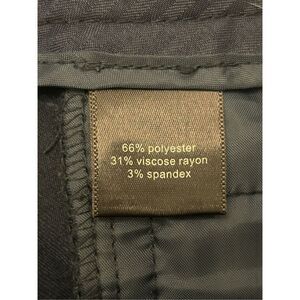 66% polyester
31% viscose rayon
3% spandex